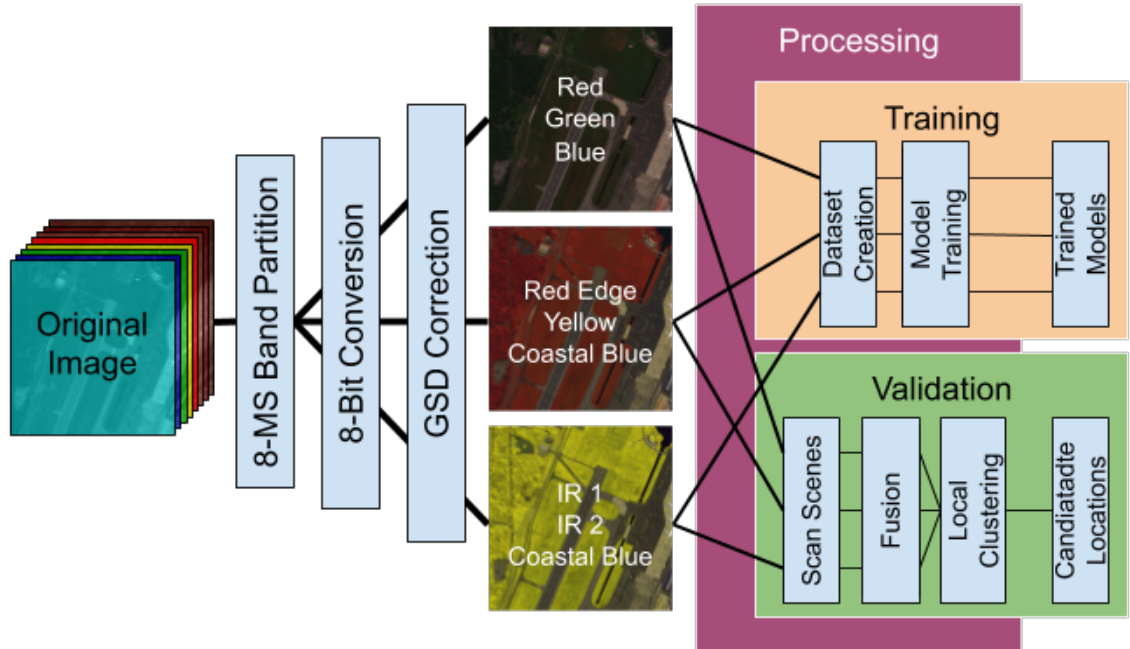 Original
Image
8-MS Band Partition
8-Bit Conversion
GSD Correction
Red
Green
Blue
Red Edge
Yellow
Coastal Blue
IR 1
IR 2
Coastal Blue
Processing
Training
Dataset
Creation
Model
Training
Trained
Models
Validation
Scan Scenes
Fusion
Local
Clustering
Candiatadte
Locations